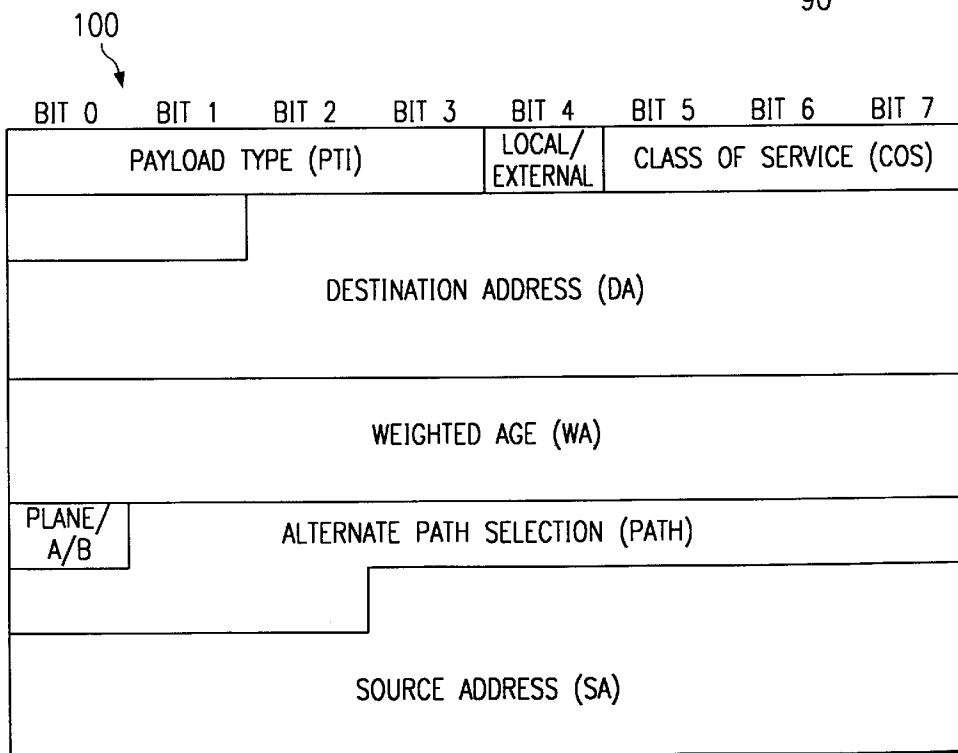 90
100
BIT 0 BIT 1 BIT 2 BIT 3 BIT 4 BIT 5 BIT 6 BIT 7
PAYLOAD TYPE (PTI)
LOCAL/
EXTERNAL
CLASS OF SERVICE (COS)
DESTINATION ADDRESS (DA)
WEIGHTED AGE (WA)
PLANE/
A/B
ALTERNATE PATH SELECTION (PATH)
SOURCE ADDRESS (SA)